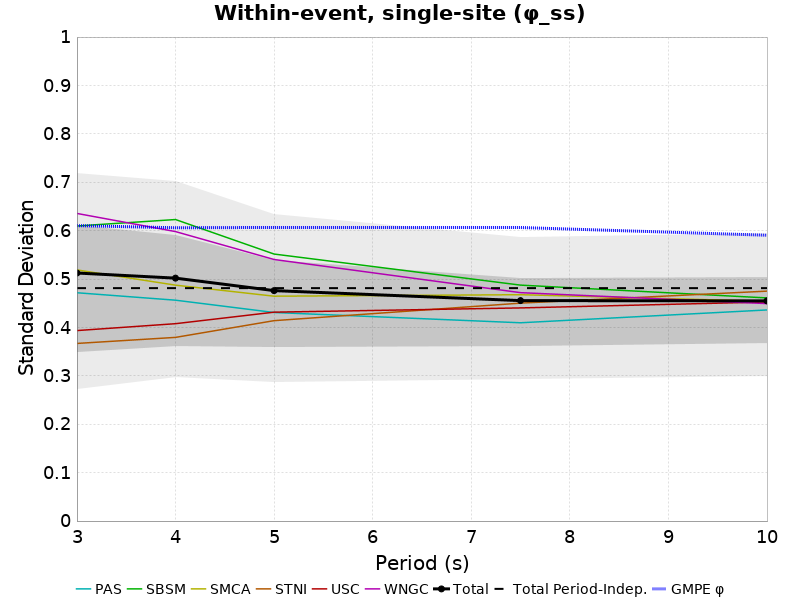 Within-event, single-site (φ_ss)
1
0.9
0.8
0.7
0.6
0.5
0.4
0.3
0.2
0.1
0
Standard Deviation
3 4 5 6 7 8 9 10
Period (s)
PAS SBSM SMCA STNI USC WNGC Total Total Period-Indep. GMPE φ